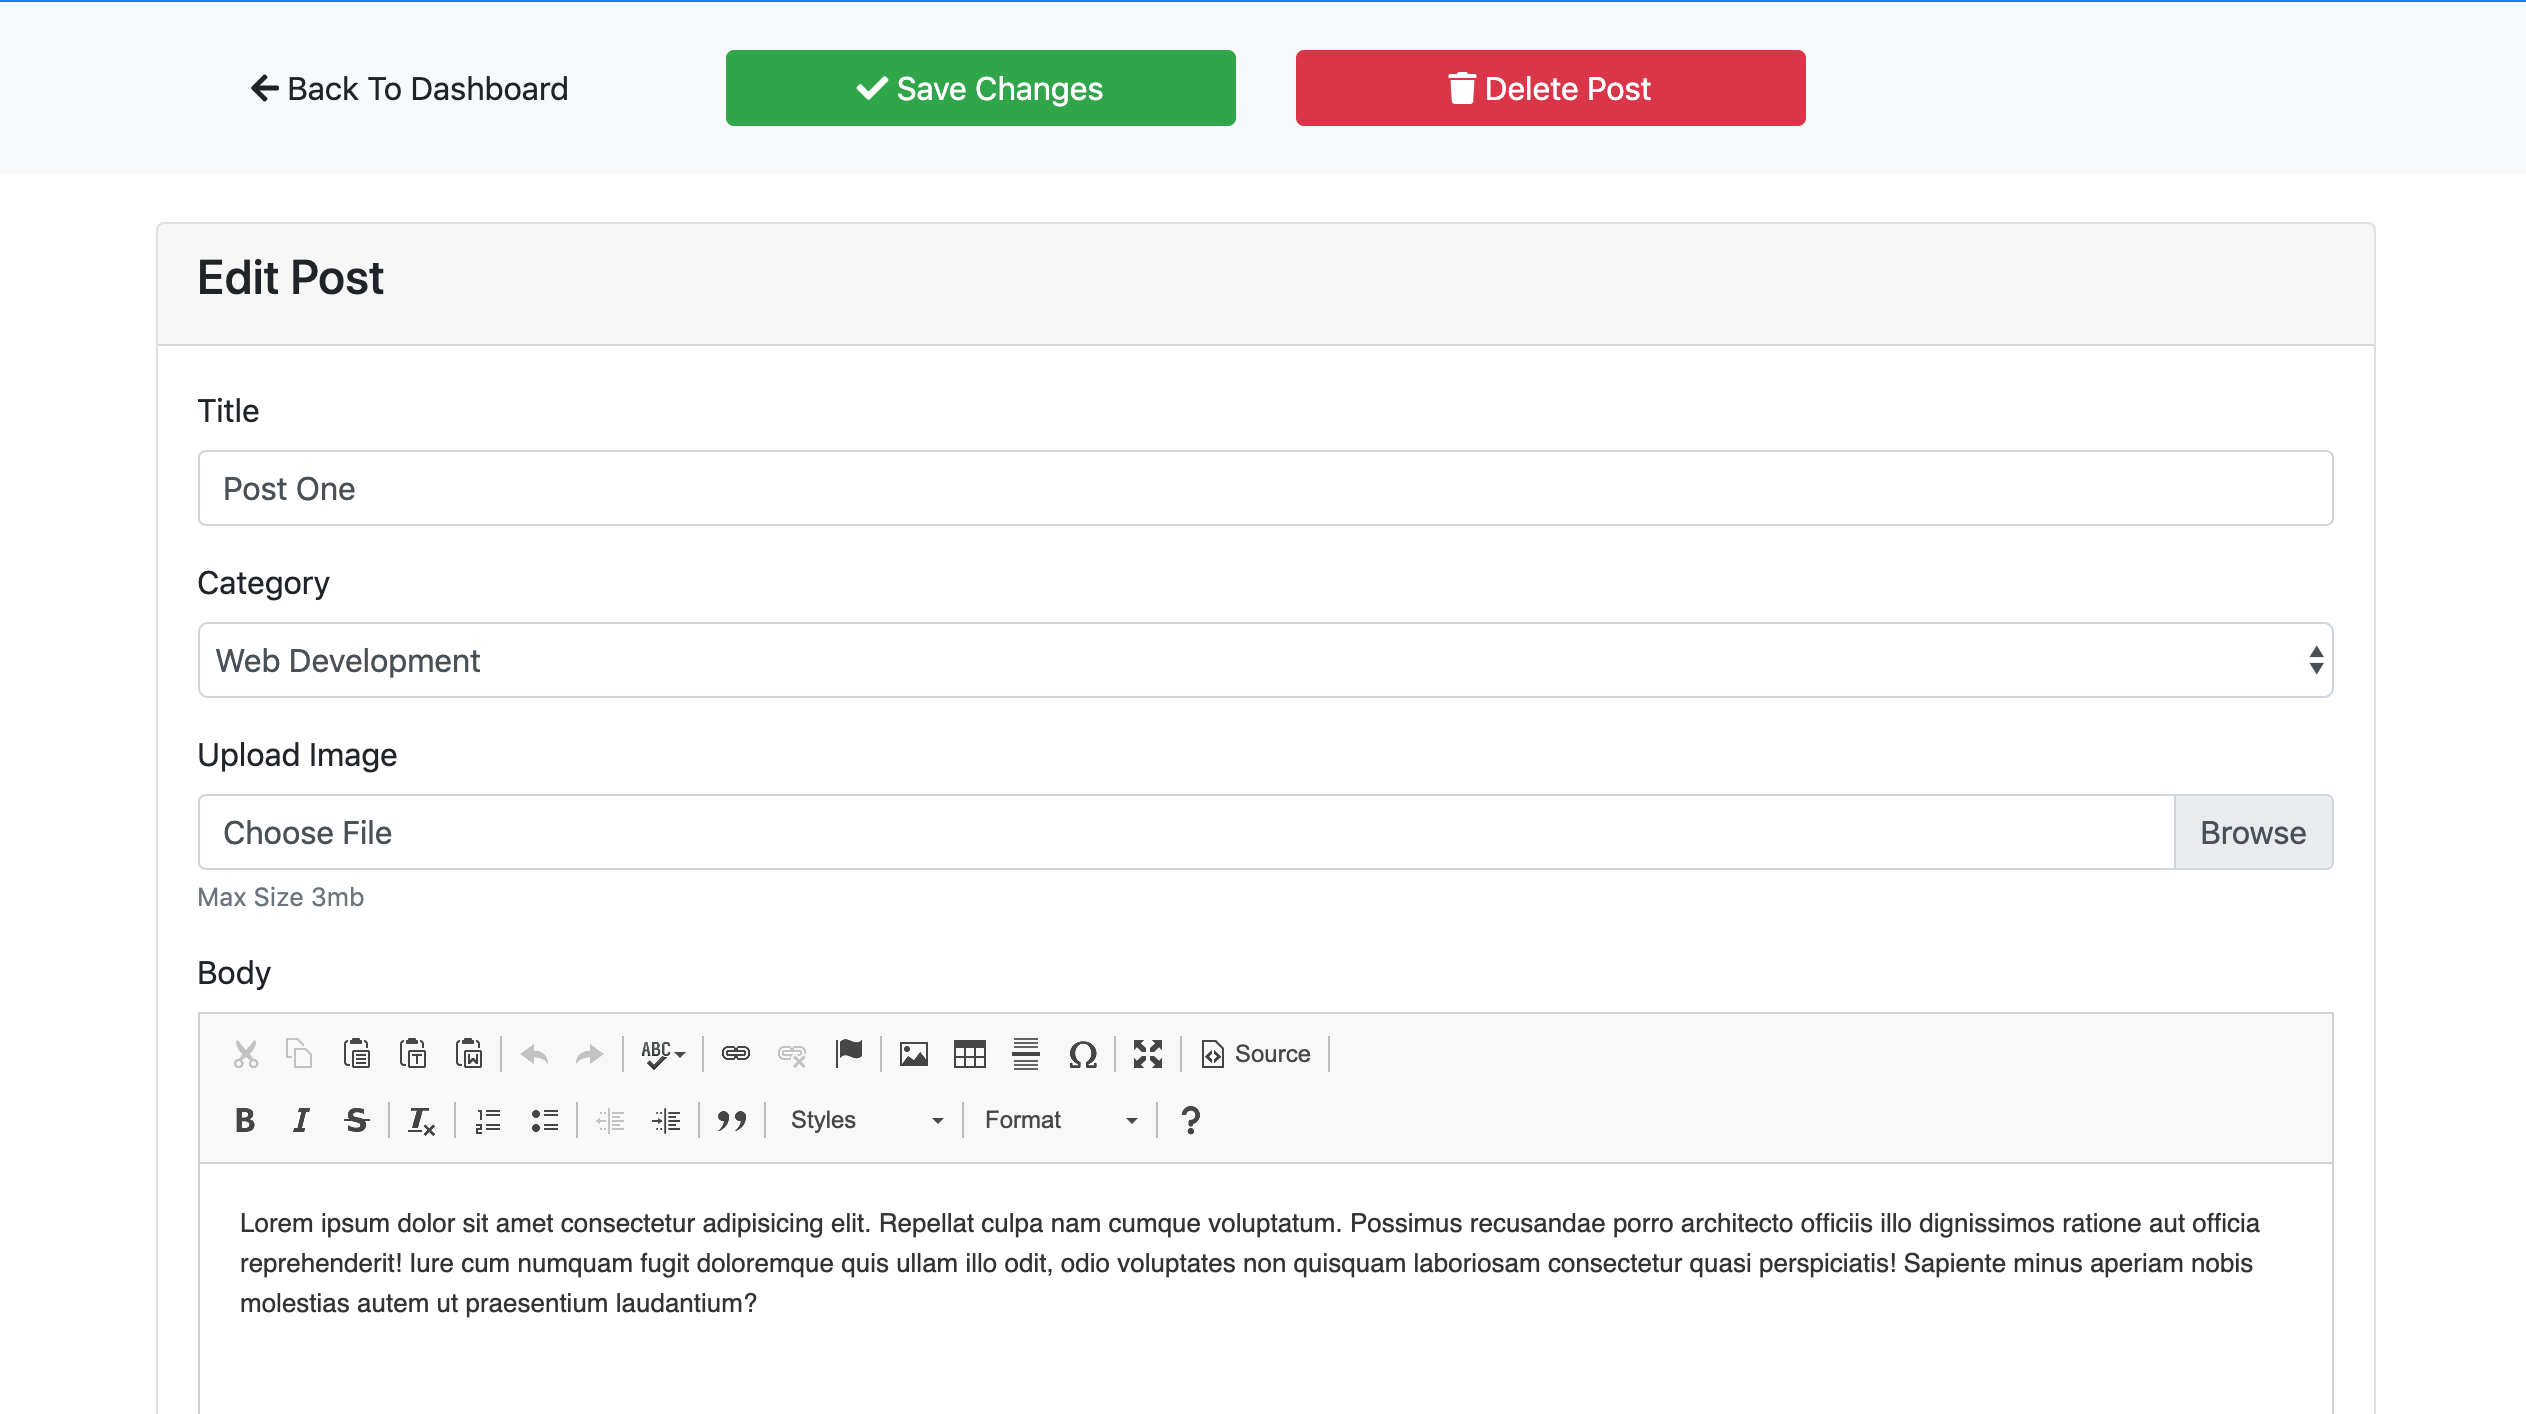 Back To Dashboard
Save Changes
Delete Post
Edit Post
Title
Post One
Category
Web Development
Upload Image
Choose File
Browse
Max Size 3mb
Body
ABC
Source
B I S
Styles
Format
?
Lorem ipsum dolor sit amet consectetur adipisicing elit. Repellat culpa nam cumque voluptatum. Possimus recusandae porro architecto officiis illo dignissimos ratione aut officia
reprehenderit! Iure cum numquam fugit doloremque quis ullam illo odit, odio voluptates non quisquam laboriosam consectetur quasi perspiciatis! Sapiente minus aperiam nobis
molestias autem ut praesentium laudantium?